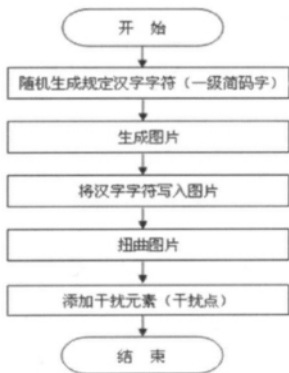 开 始
随机生成规定汉字字符（一级简码字）
生成图片
将汉字字符写入图片
扭曲图片
添加干扰元素（干扰点）
结 束